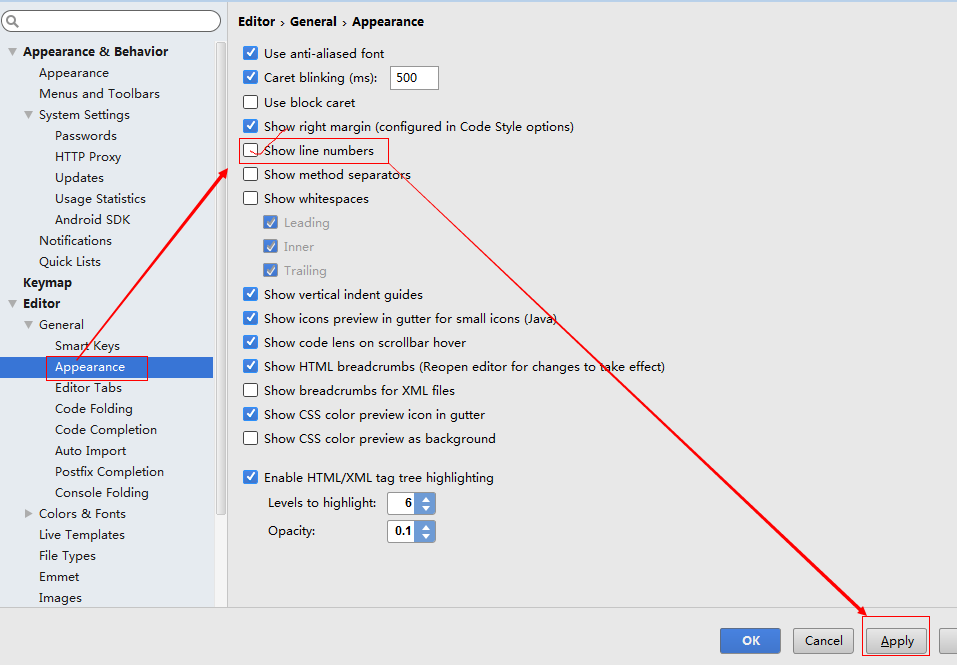 Editor › General › Appearance
Appearance & Behavior
Appearance
Menus and Toolbars
System Settings
Passwords
HTTP Proxy
Updates
Usage Statistics
Android SDK
Notifications
Quick Lists
Keymap
Editor
General
Smart Keys
Appearance
Editor Tabs
Code Folding
Code Completion
Auto Import
Postfix Completion
Console Folding
Colors & Fonts
Live Templates
File Types
Emmet
Images
Use anti-aliased font
Caret blinking (ms): 500
Use block caret
Show right margin (configured in Code Style options)
Show line numbers
Show method separators
Show whitespaces
Leading
Inner
Trailing
Show vertical indent guides
Show icons preview in gutter for small icons (Java)
Show code lens on scrollbar hover
Show HTML breadcrumbs (Reopen editor for changes to take effect)
Show breadcrumbs for XML files
Show CSS color preview icon in gutter
Show CSS color preview as background
Enable HTML/XML tag tree highlighting
Levels to highlight: 6
Opacity: 0.1
OK Cancel Apply